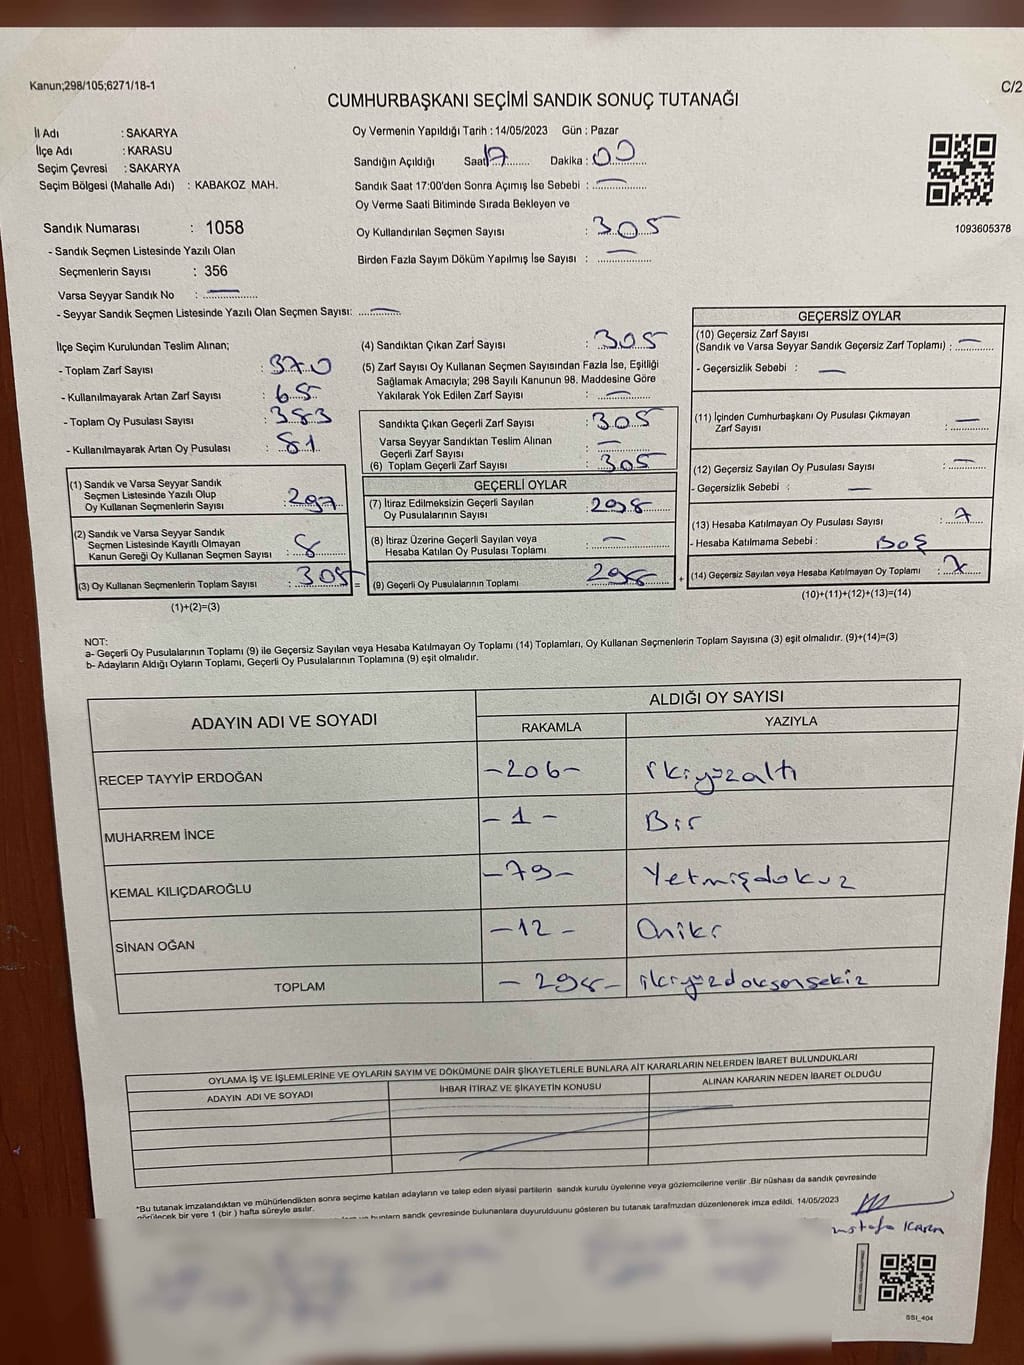 Kanun;298/105;6271/18-1
C/2
CUMHURBAŞKANI SEÇİMİ SANDIK SONUÇ TUTANAĞI
İl Adı : SAKARYA
İlçe Adı : KARASU
Seçim Çevresi : SAKARYA
Seçim Bölgesi (Mahalle Adı) : KABAKOZ MAH.
Oy Vermenin Yapıldığı Tarih : 14/05/2023 Gün : Pazar
Sandığın Açıldığı Saat 17 Dakika : 00
Sandık Saat 17:00'den Sonra Açımış İse Sebebi : —
Oy Verme Saati Bitiminde Sırada Bekleyen ve
Oy Kullandırılan Seçmen Sayısı : 305
Birden Fazla Sayım Döküm Yapılmış İse Sayısı : —
1093605378
Sandık Numarası : 1058
- Sandık Seçmen Listesinde Yazılı Olan
Seçmenlerin Sayısı : 356
Varsa Seyyar Sandık No : —
- Seyyar Sandık Seçmen Listesinde Yazılı Olan Seçmen Sayısı: —
İlçe Seçim Kurulundan Teslim Alınan;
- Toplam Zarf Sayısı : 370
- Kullanılmayarak Artan Zarf Sayısı : 65
- Toplam Oy Pusulası Sayısı : 383
- Kullanılmayarak Artan Oy Pusulası : 81
(1) Sandık ve Varsa Seyyar Sandık
Seçmen Listesinde Yazılı Olup
Oy Kullanan Seçmenlerin Sayısı : 297
(2) Sandık ve Varsa Seyyar Sandık
Seçmen Listesinde Kayıtlı Olmayan
Kanun Gereği Oy Kullanan Seçmen Sayısı : 8
(3) Oy Kullanan Seçmenlerin Toplam Sayısı : 305 =
(1)+(2)=(3)
(4) Sandıktan Çıkan Zarf Sayısı : 305
(5) Zarf Sayısı Oy Kullanan Seçmen Sayısından Fazla İse, Eşitliği
Sağlamak Amacıyla; 298 Sayılı Kanunun 98. Maddesine Göre
Yakılarak Yok Edilen Zarf Sayısı : —
Sandıkta Çıkan Geçerli Zarf Sayısı : 305
Varsa Seyyar Sandıktan Teslim Alınan
Geçerli Zarf Sayısı : —
(6) Toplam Geçerli Zarf Sayısı : 305
GEÇERLİ OYLAR
(7) İtiraz Edilmeksizin Geçerli Sayılan
Oy Pusulalarının Sayısı : 298
(8) İtiraz Üzerine Geçerli Sayılan veya
Hesaba Katılan Oy Pusulası Toplamı : —
(9) Geçerli Oy Pusulalarının Toplamı : 298 +
GEÇERSİZ OYLAR
(10) Geçersiz Zarf Sayısı
(Sandık ve Varsa Seyyar Sandık Geçersiz Zarf Toplamı) : —
- Geçersizlik Sebebi : —
(11) İçinden Cumhurbaşkanı Oy Pusulası Çıkmayan
Zarf Sayısı : —
(12) Geçersiz Sayılan Oy Pusulası Sayısı : —
- Geçersizlik Sebebi : —
(13) Hesaba Katılmayan Oy Pusulası Sayısı : 7
- Hesaba Katılmama Sebebi : BOŞ
(14) Geçersiz Sayılan veya Hesaba Katılmayan Oy Toplamı : 7
(10)+(11)+(12)+(13)=(14)
NOT:
a- Geçerli Oy Pusulalarının Toplamı (9) ile Geçersiz Sayılan veya Hesaba Katılmayan Oy Toplamı (14) Toplamları, Oy Kullanan Seçmenlerin Toplam Sayısına (3) eşit olmalıdır. (9)+(14)=(3)
b- Adayların Aldığı Oyların Toplamı, Geçerli Oy Pusulalarının Toplamına (9) eşit olmalıdır.
ADAYIN ADI VE SOYADI
ALDIĞI OY SAYISI
RAKAMLA YAZIYLA
RECEP TAYYİP ERDOĞAN -206- ikiyüzaltı
MUHARREM İNCE - 1 - Bir
KEMAL KILIÇDAROĞLU -79- Yetmişdokuz
SİNAN OĞAN -12- Oniki
TOPLAM - 298- ikiyüzdoksansekiz
OYLAMA İŞ VE İŞLEMLERİNE VE OYLARIN SAYIM VE DÖKÜMÜNE DAİR ŞİKAYETLERLE BUNLARA AİT KARARLARIN NELERDEN İBARET BULUNDUKLARI
ADAYIN ADI VE SOYADI İHBAR İTİRAZ VE ŞİKAYETİN KONUSU ALINAN KARARIN NEDEN İBARET OLDUĞU
*Bu tutanak imzalandıktan ve mühürlendikten sonra seçime katılan adayların ve talep eden siyasi partilerin sandık kurulu üyelerine veya gözlemcilerine verilir .Bir nüshası da sandık çevresinde
görülecek bir yere 1 (bir ) hafta süreyle asılır.
bunların sandk çevresinde bulunanlara duyurulduunu gösteren bu tutanak tarafmzdan düzenlenerek imza edildi. 14/05/2023
mustafa KARA
SSI_404